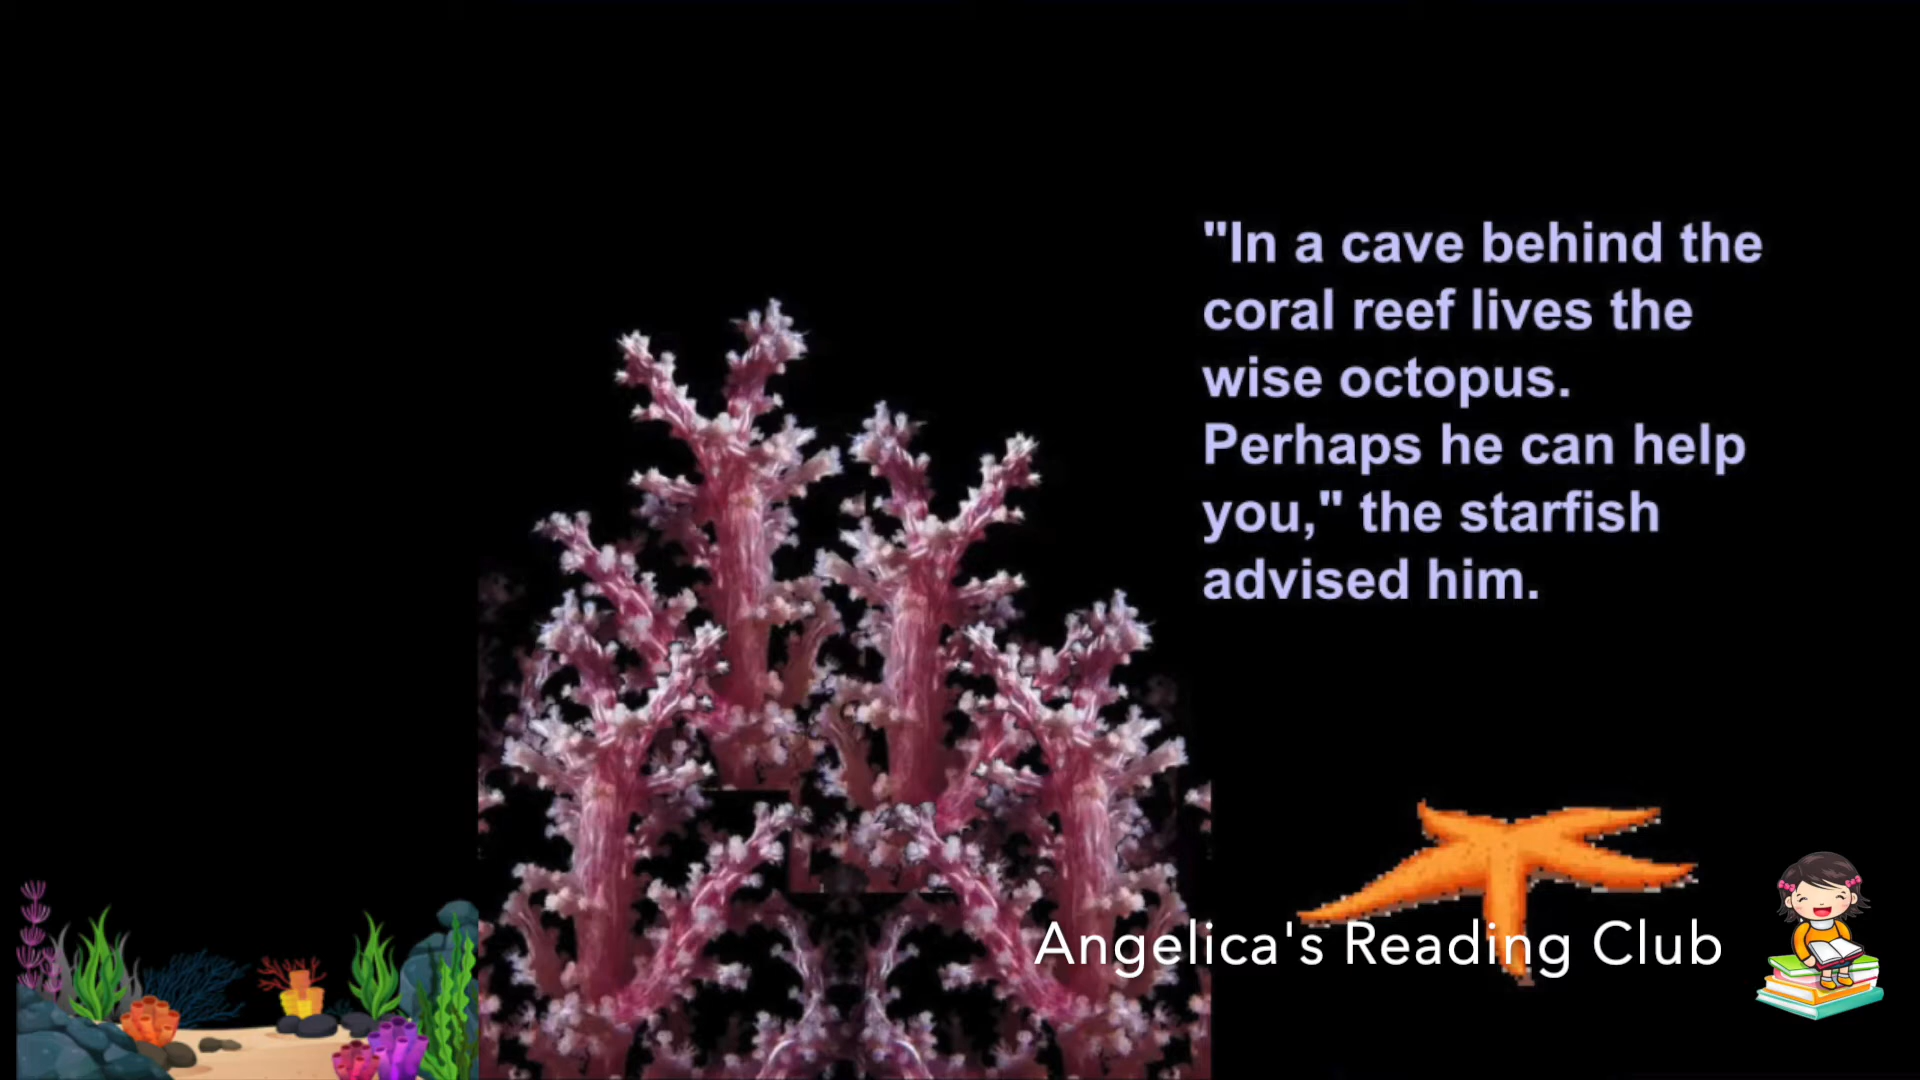 "In a cave behind the
coral reef lives the
wise octopus.
Perhaps he can help
you," the starfish
advised him.
Angelica's Reading Club